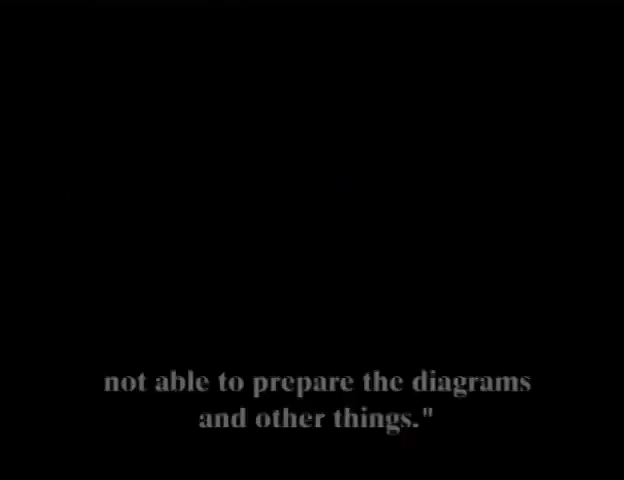 not able to prepare the diagrams
and other things."